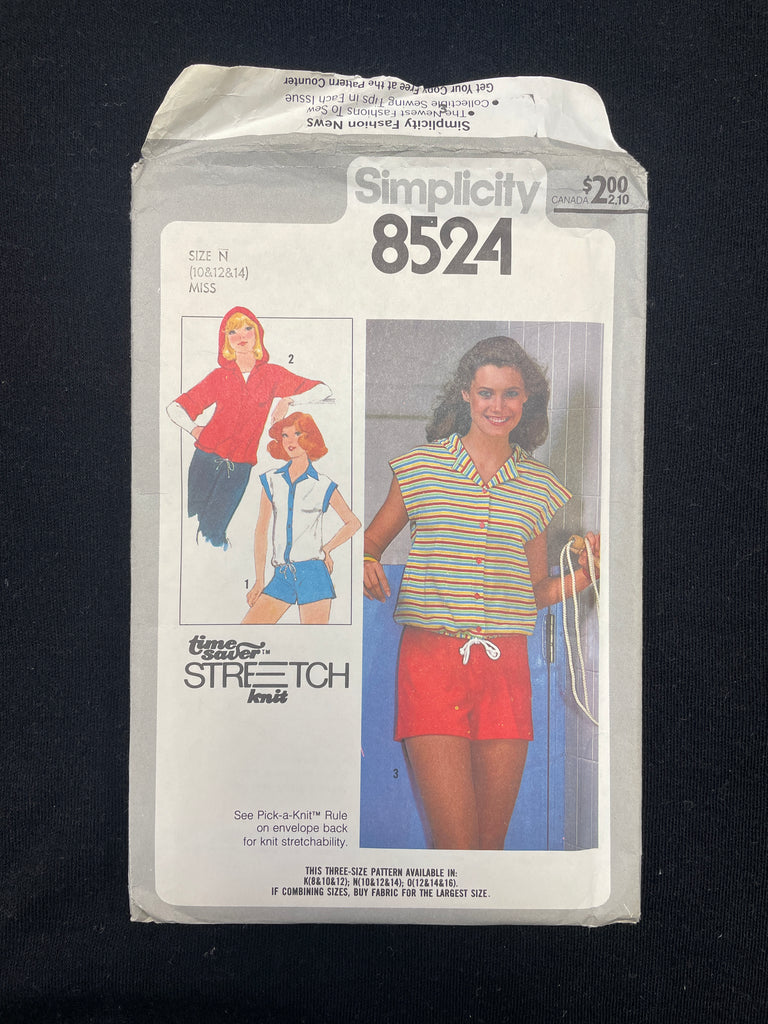 Simplicity Fashion News
• The Newest Fashions To Sew
• Collectible Sewing Tips in Each Issue
Get Your Copy Free at the Pattern Counter
Simplicity
8524
$2.00
CANADA 2.10
SIZE N
(10&12&14)
MISS
2
1
3
time
saver™
STRETCH
knit
See Pick-a-Knit™ Rule
on envelope back
for knit stretchability.
THIS THREE-SIZE PATTERN AVAILABLE IN:
K(8&10&12); N(10&12&14); O(12&14&16).
IF COMBINING SIZES, BUY FABRIC FOR THE LARGEST SIZE.